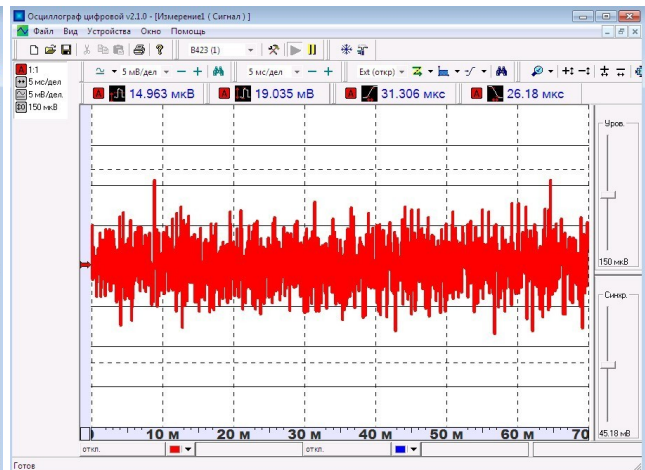 Осциллограф цифровой v2.1.0 - [Измерение1 ( Сигнал ) ]
Файл Вид Устройства Окно Помощь
B423 (1)
A 1:1
5 мс/дел
5 мВ/дел.
150 мкВ
5 мВ/дел 5 мс/дел Ext (откр)
A 14.963 мкВ A 19.035 мВ A 31.306 мкс A 26.18 мкс
Уров.
150 мкВ
Синхр.
45.18 мВ
10 м 20 м 30 м 40 м 50 м 60 м 70
откл. откл.
Готов